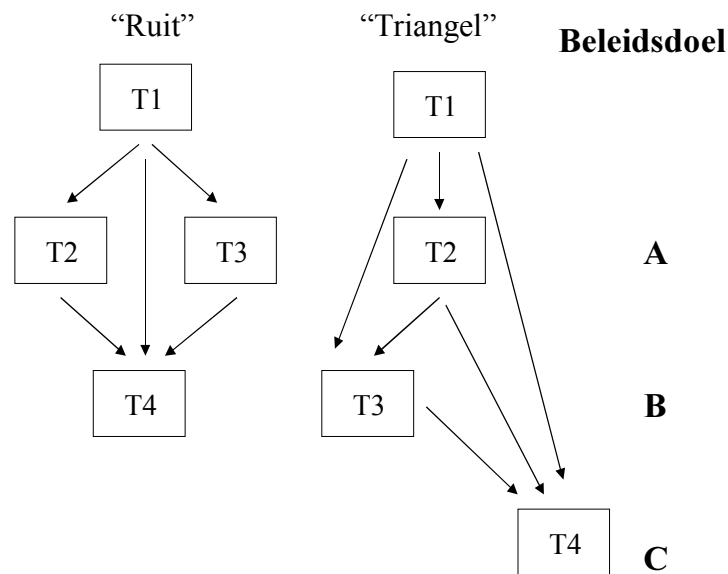 “Ruit”
“Triangel”
Beleidsdoel
T1
T1
T2
T3
T2
A
T4
T3
B
T4
C